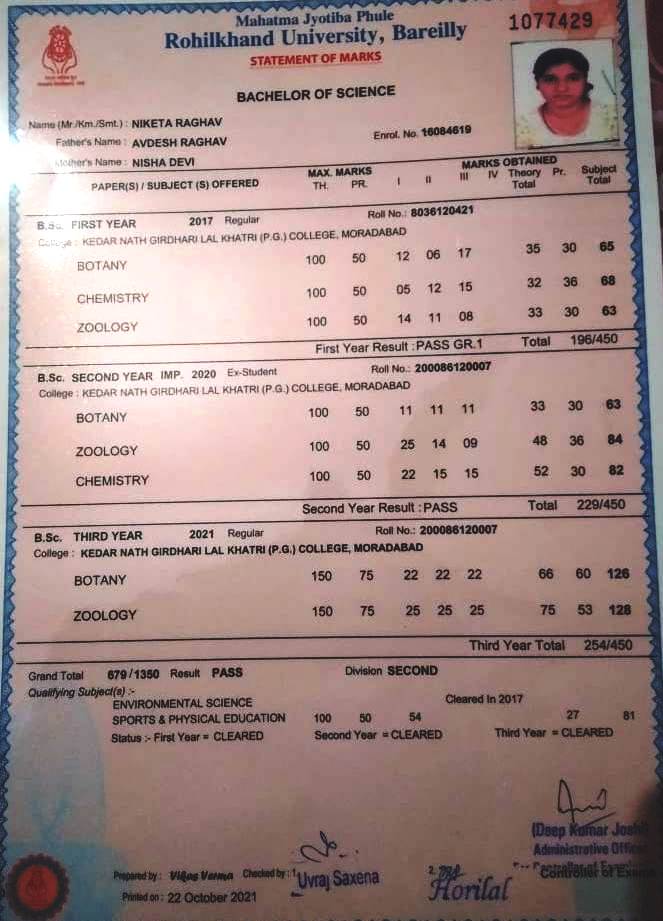 Mahatma Jyotiba Phule
Rohilkhand University, Bareilly
1077429
STATEMENT OF MARKS
BACHELOR OF SCIENCE
Name (Mr./Km./Smt.) : NIKETA RAGHAV
Father's Name : AVDESH RAGHAV Enrol. No. 16084619
Mother's Name : NISHA DEVI
PAPER(S) / SUBJECT (S) OFFERED MAX. MARKS MARKS OBTAINED Subject Total
TH. PR. I II III IV Theory Total Pr.
B.Sc. FIRST YEAR 2017 Regular Roll No.: 8036120421
College : KEDAR NATH GIRDHARI LAL KHATRI (P.G.) COLLEGE, MORADABAD
BOTANY 100 50 12 06 17 35 30 65
CHEMISTRY 100 50 05 12 15 32 36 68
ZOOLOGY 100 50 14 11 08 33 30 63
First Year Result :PASS GR.1 Total 196/450
B.Sc. SECOND YEAR IMP. 2020 Ex-Student Roll No.: 200086120007
College : KEDAR NATH GIRDHARI LAL KHATRI (P.G.) COLLEGE, MORADABAD
BOTANY 100 50 11 11 11 33 30 63
ZOOLOGY 100 50 25 14 09 48 36 84
CHEMISTRY 100 50 22 15 15 52 30 82
Second Year Result :PASS Total 229/450
B.Sc. THIRD YEAR 2021 Regular Roll No.: 200086120007
College : KEDAR NATH GIRDHARI LAL KHATRI (P.G.) COLLEGE, MORADABAD
BOTANY 150 75 22 22 22 66 60 126
ZOOLOGY 150 75 25 25 25 75 53 128
Third Year Total 254/450
Grand Total 679/1350 Result PASS Division SECOND
Qualifying Subject(s) :-
ENVIRONMENTAL SCIENCE Cleared In 2017
SPORTS & PHYSICAL EDUCATION 100 50 54 27 81
Status :- First Year = CLEARED Second Year = CLEARED Third Year = CLEARED
(Deep Kumar Joshi)
Administrative Office
Controller of Exam
Prepared by : Vikas Verma Checked by : 1 Uvraj Saxena 2. Horilal
Printed on : 22 October 2021